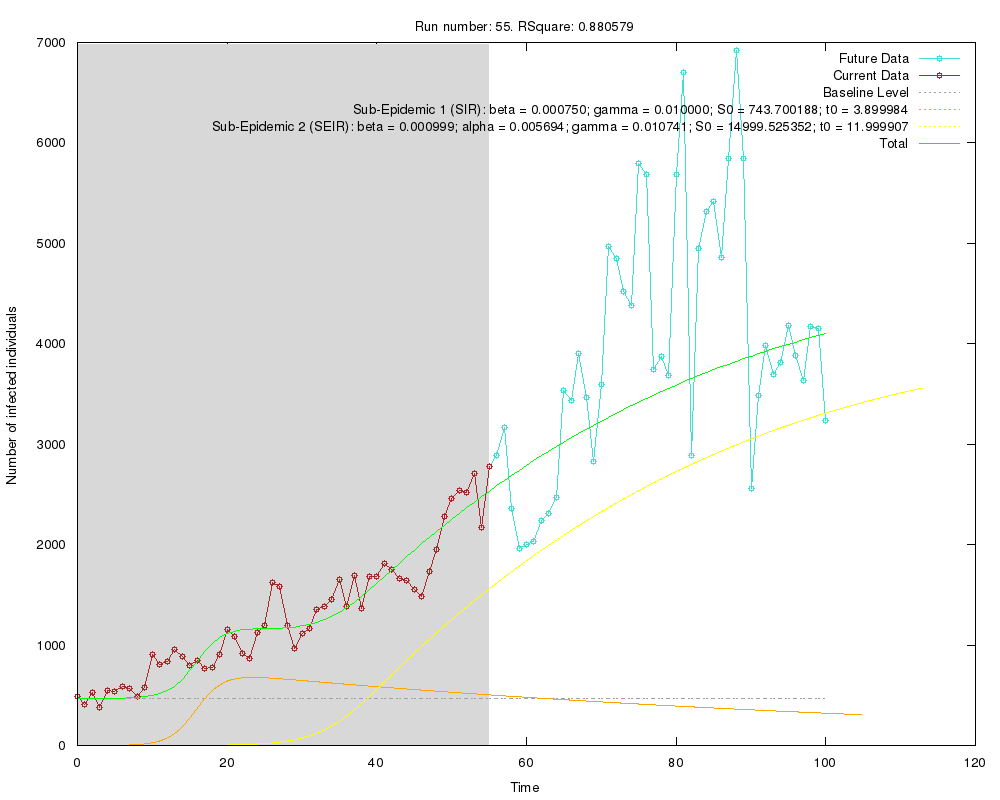 Run number: 55. RSquare: 0.880579
7000
6000
5000
4000
3000
2000
1000
0
Number of infected individuals
Future Data
Current Data
Baseline Level
Sub-Epidemic 1 (SIR): beta = 0.000750; gamma = 0.010000; S0 = 743.700188; t0 = 3.899984
Sub-Epidemic 2 (SEIR): beta = 0.000999; alpha = 0.005694; gamma = 0.010741; S0 = 14999.525352; t0 = 11.999907
Total
0 20 40 60 80 100 120
Time